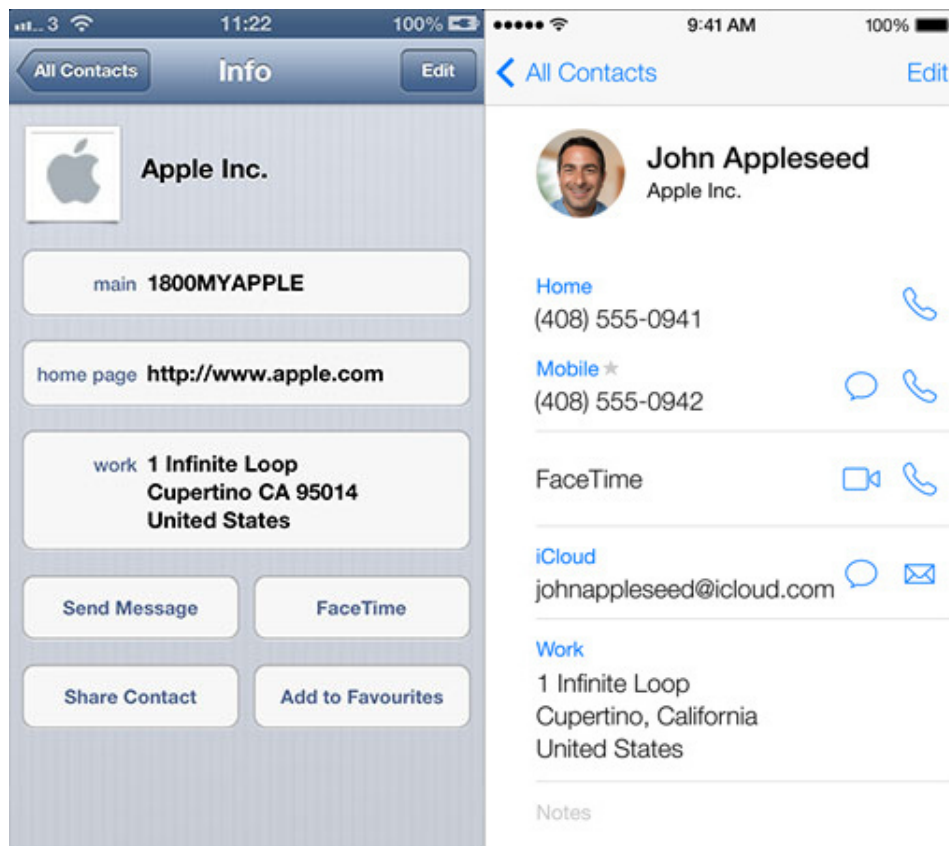 3 11:22 100%
All Contacts Info Edit
Apple Inc.
main 1800MYAPPLE
home page http://www.apple.com
work 1 Infinite Loop
Cupertino CA 95014
United States
Send Message FaceTime
Share Contact Add to Favourites
9:41 AM 100%
All Contacts Edit
John Appleseed
Apple Inc.
Home
(408) 555-0941
Mobile
(408) 555-0942
FaceTime
iCloud
johnappleseed@icloud.com
Work
1 Infinite Loop
Cupertino, California
United States
Notes